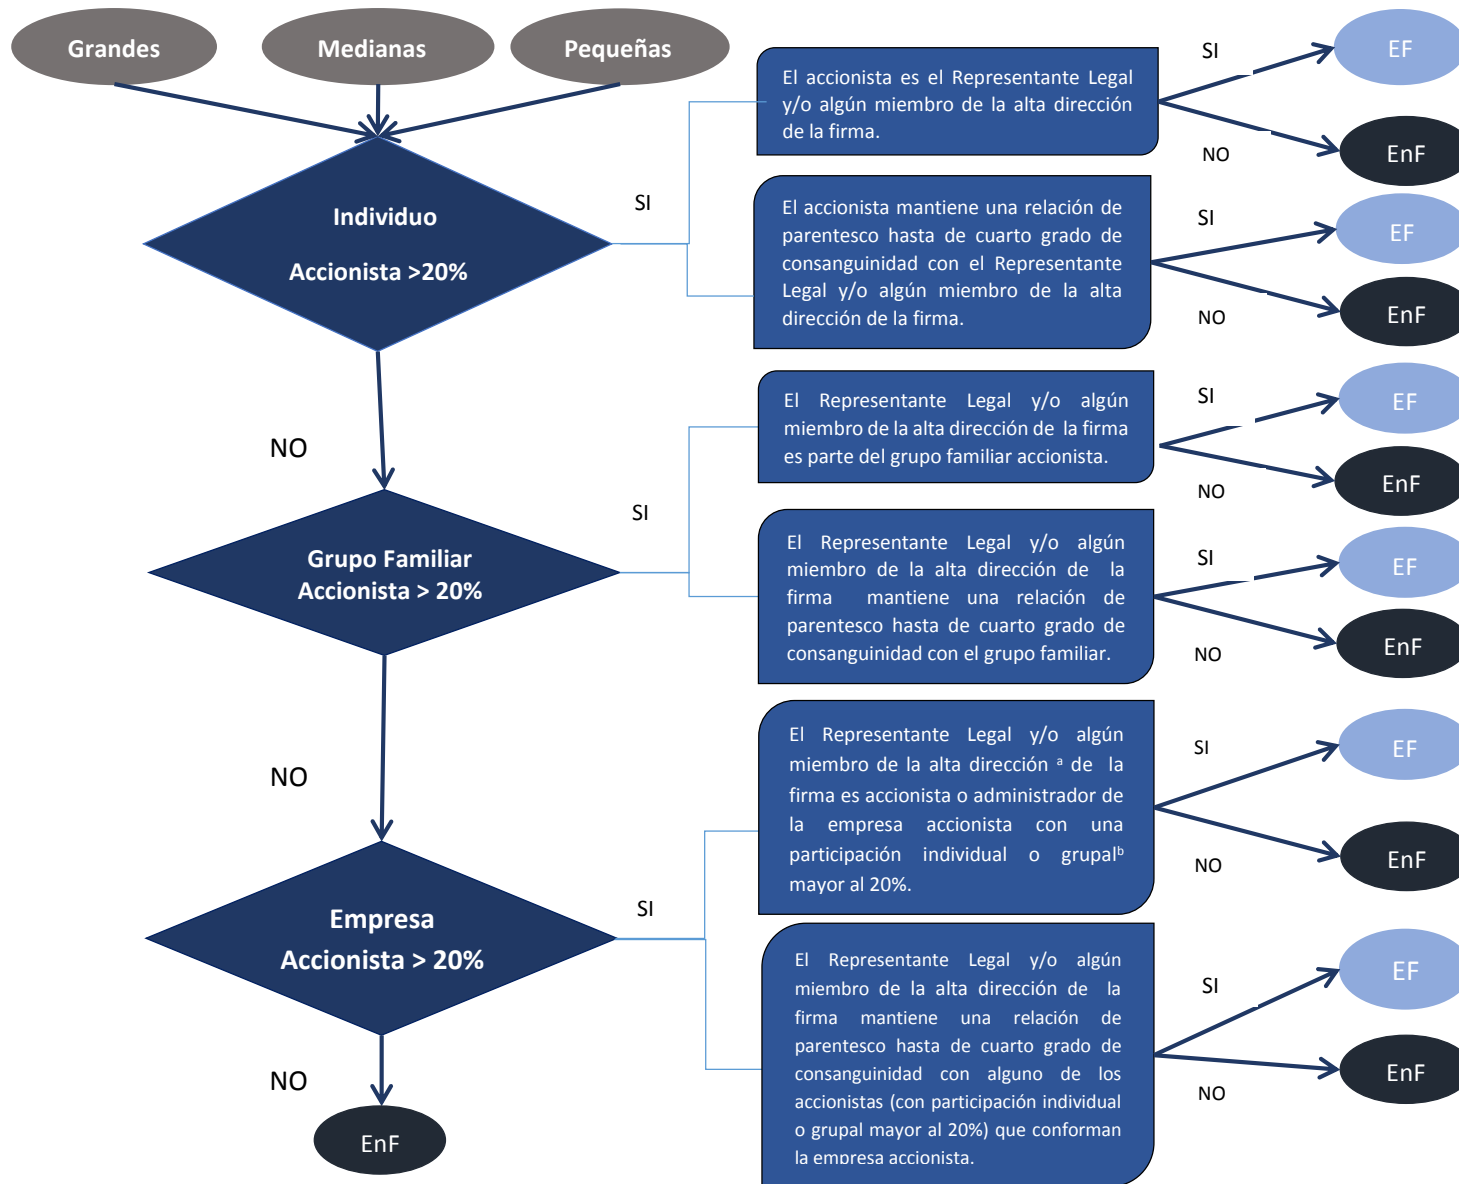 Grandes
Medianas
Pequeñas
El accionista es el Representante Legal
y/o algún miembro de la alta dirección
de la firma.
SI
EF
NO
EnF
Individuo
Accionista >20%
SI
El accionista mantiene una relación de
parentesco hasta de cuarto grado de
consanguinidad con el Representante
Legal y/o algún miembro de la alta
dirección de la firma.
SI
EF
NO
EnF
NO
El Representante Legal y/o algún
miembro de la alta dirección de la firma
es parte del grupo familiar accionista.
SI
EF
NO
EnF
Grupo Familiar
Accionista > 20%
SI
El Representante Legal y/o algún
miembro de la alta dirección de la
firma mantiene una relación de
parentesco hasta de cuarto grado de
consanguinidad con el grupo familiar.
SI
EF
NO
EnF
NO
El Representante Legal y/o algún
miembro de la alta dirección ª de la
firma es accionista o administrador de
la empresa accionista con una
participación individual o grupalᵇ
mayor al 20%.
SI
EF
NO
EnF
Empresa
Accionista > 20%
SI
El Representante Legal y/o algún
miembro de la alta dirección de la
firma mantiene una relación de
parentesco hasta de cuarto grado de
consanguinidad con alguno de los
accionistas (con participación individual
o grupal mayor al 20%) que conforman
la empresa accionista.
SI
EF
NO
EnF
NO
EnF